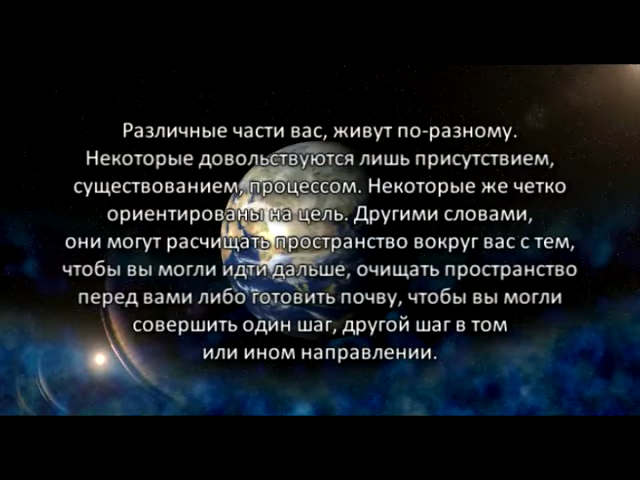 Различные части вас, живут по-разному.
Некоторые довольствуются лишь присутствием,
существованием, процессом. Некоторые же четко
ориентированы на цель. Другими словами,
они могут расчищать пространство вокруг вас с тем,
чтобы вы могли идти дальше, очищать пространство
перед вами либо готовить почву, чтобы вы могли
совершить один шаг, другой шаг в том
или ином направлении.